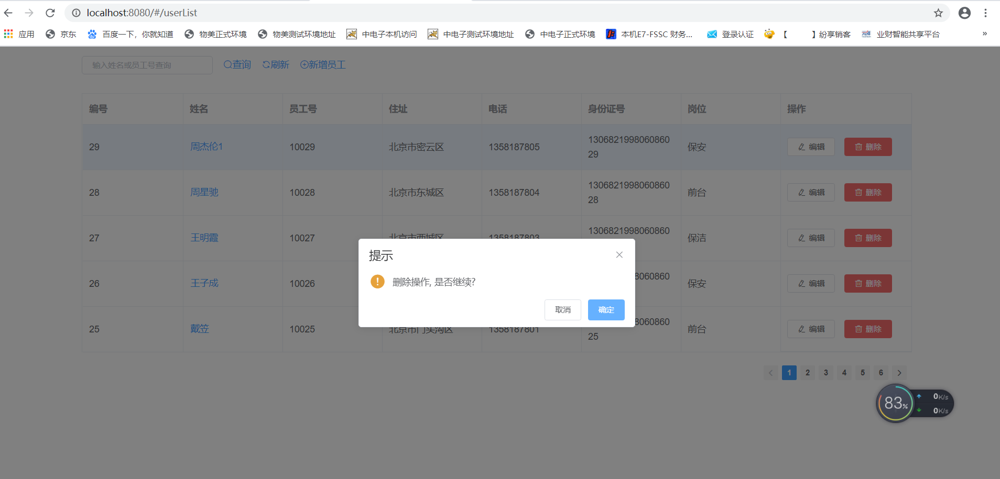 localhost:8080/#/userList
应用 京东 百度一下，你就知道 物美正式环境 物美测试环境地址 中电子本机访问 中电子测试环境地址 中电子正式环境 本机E7-FSSC 财务... 登录认证 【 】纷享销客 业财智能共享平台 »
输入姓名或员工号查询 查询 刷新 新增员工
编号 姓名 员工号 住址 电话 身份证号 岗位 操作
29 周杰伦1 10029 北京市密云区 1358187805 1306821998060860 保安 编辑 删除
29
28 周星驰 10028 北京市东城区 1358187804 1306821998060860 前台 编辑 删除
28
27 王明霞 10027 北京市西城区 1358187803 1306821998060860 保洁 编辑 删除
提示
删除操作, 是否继续?
取消 确定
26 王子成 10026 8060860 保安 编辑 删除
25 戴笠 10025 北京市门头沟区 1358187801 8060860 前台 编辑 删除
25
1 2 3 4 5 6
83% 0K/s
0K/s